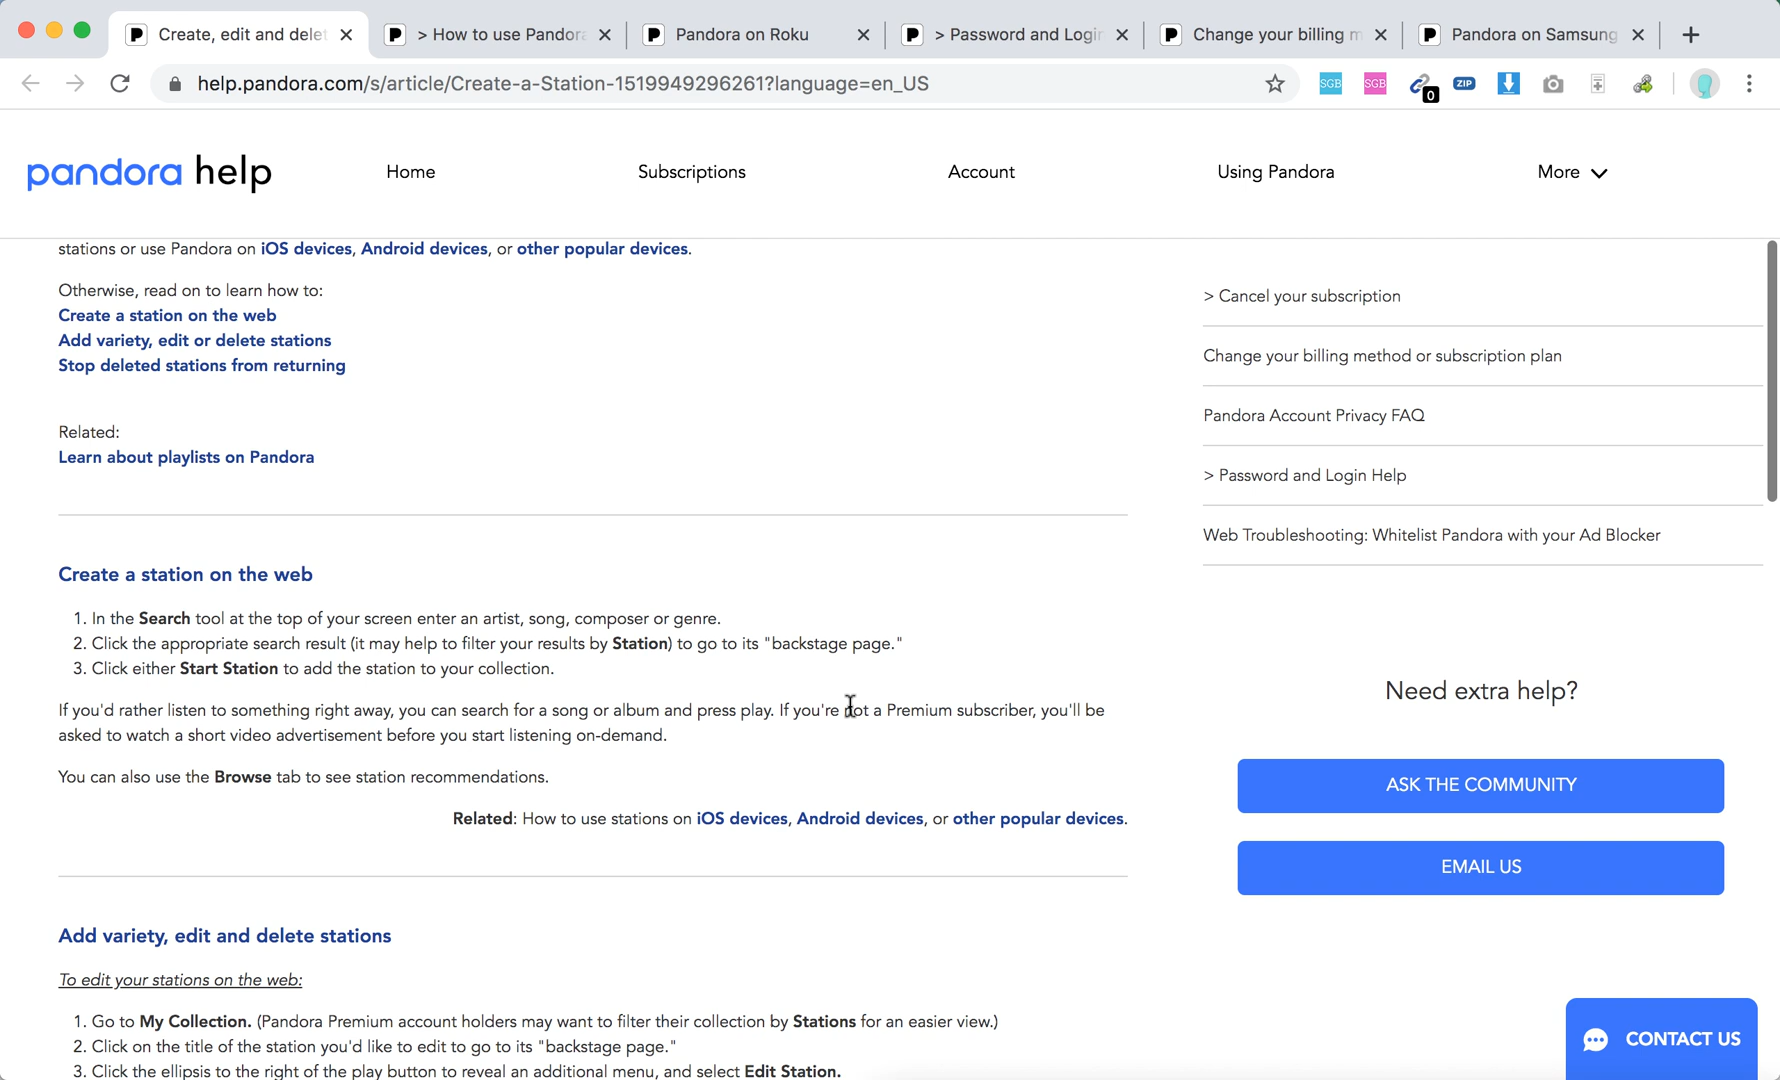 Create, edit and delet
> How to use Pandora
Pandora on Roku
> Password and Login
Change your billing m
Pandora on Samsung
help.pandora.com/s/article/Create-a-Station-1519949296261?language=en_US
SGB
SGB
0
ZIP
pandora help
Home
Subscriptions
Account
Using Pandora
More
stations or use Pandora on iOS devices, Android devices, or other popular devices.
Otherwise, read on to learn how to:
Create a station on the web
Add variety, edit or delete stations
Stop deleted stations from returning
Related:
Learn about playlists on Pandora
Create a station on the web
1. In the Search tool at the top of your screen enter an artist, song, composer or genre.
2. Click the appropriate search result (it may help to filter your results by Station) to go to its "backstage page."
3. Click either Start Station to add the station to your collection.
If you'd rather listen to something right away, you can search for a song or album and press play. If you're not a Premium subscriber, you'll be
asked to watch a short video advertisement before you start listening on-demand.
You can also use the Browse tab to see station recommendations.
Related: How to use stations on iOS devices, Android devices, or other popular devices.
Add variety, edit and delete stations
To edit your stations on the web:
1. Go to My Collection. (Pandora Premium account holders may want to filter their collection by Stations for an easier view.)
2. Click on the title of the station you'd like to edit to go to its "backstage page."
3. Click the ellipsis to the right of the play button to reveal an additional menu, and select Edit Station.
> Cancel your subscription
Change your billing method or subscription plan
Pandora Account Privacy FAQ
> Password and Login Help
Web Troubleshooting: Whitelist Pandora with your Ad Blocker
Need extra help?
ASK THE COMMUNITY
EMAIL US
CONTACT US